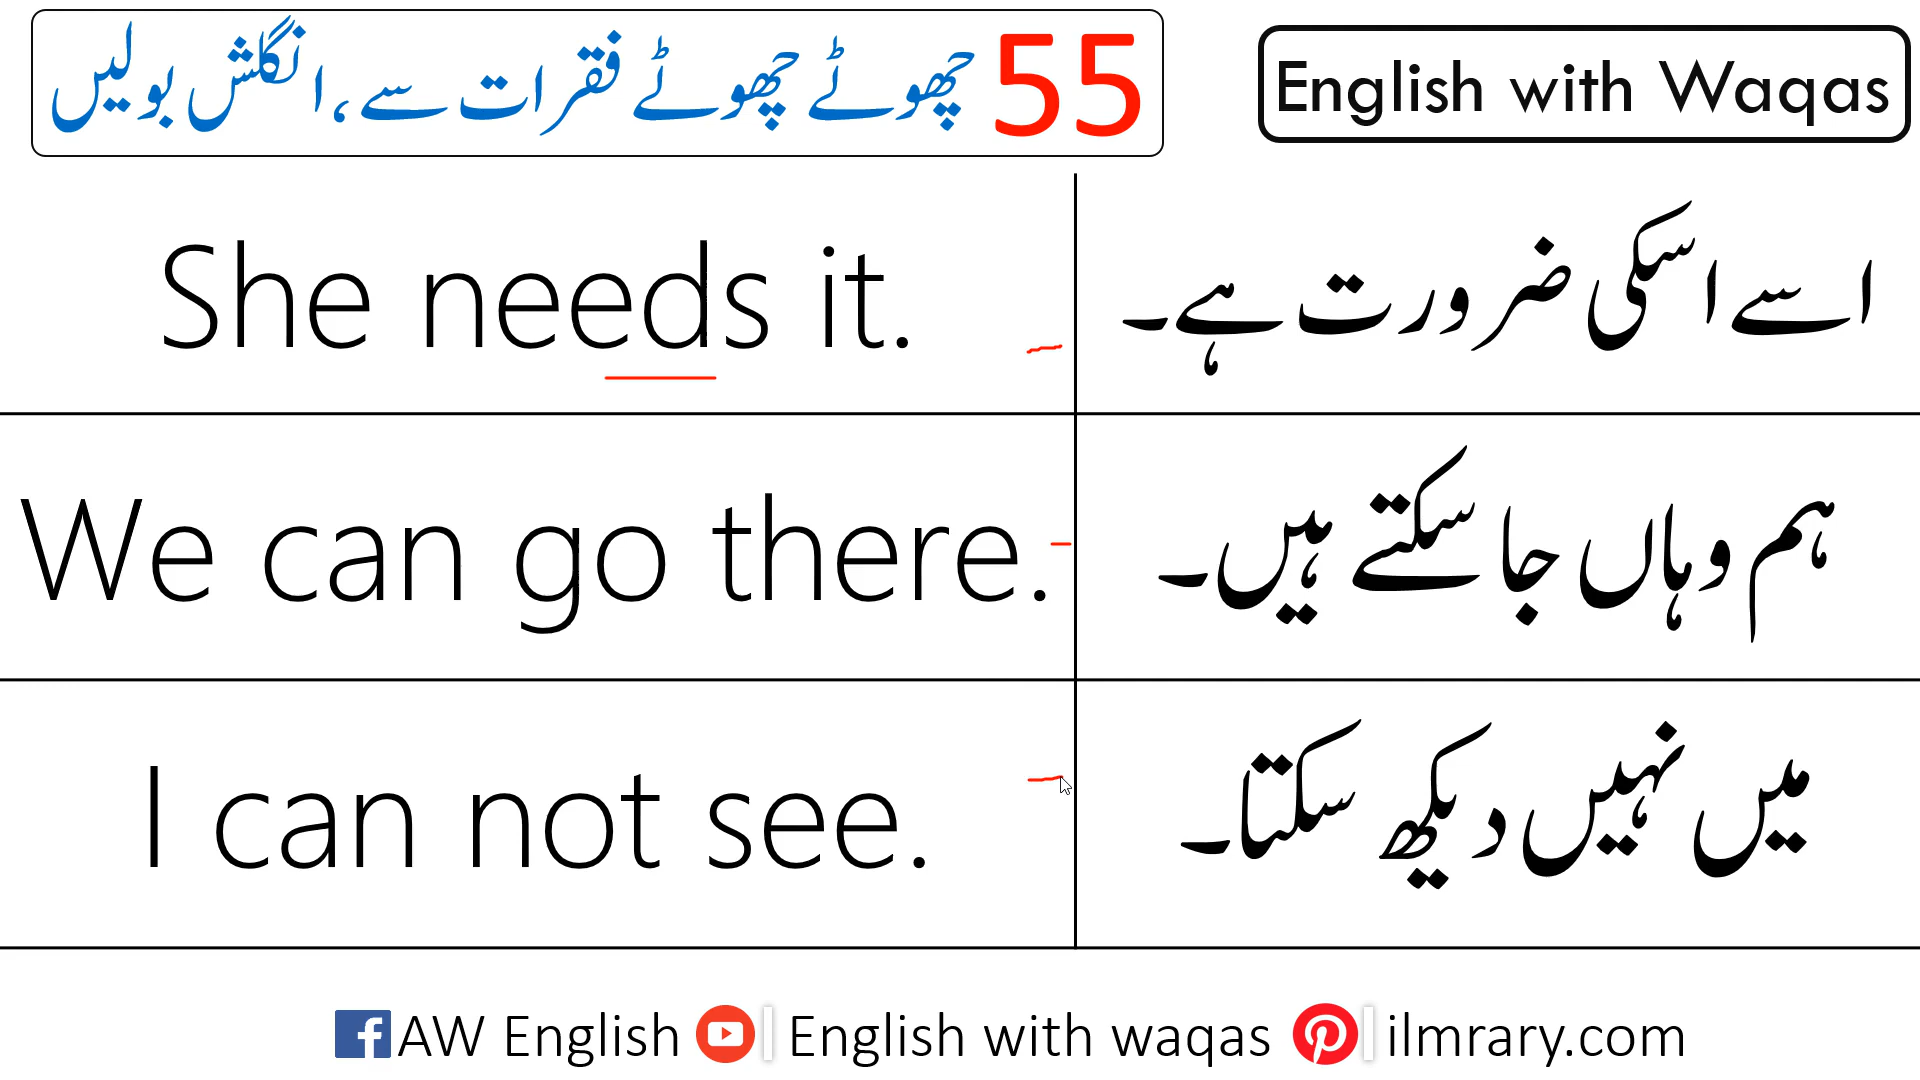 55 چھوٹے چھوٹے فقرات سے، انگلش بولیں
English with Waqas
She needs it.
اسے اسکی ضرورت ہے۔
We can go there.
ہم وہاں جا سکتے ہیں۔
I can not see.
میں نہیں دیکھ سکتا۔
AW English | English with waqas | ilmrary.com